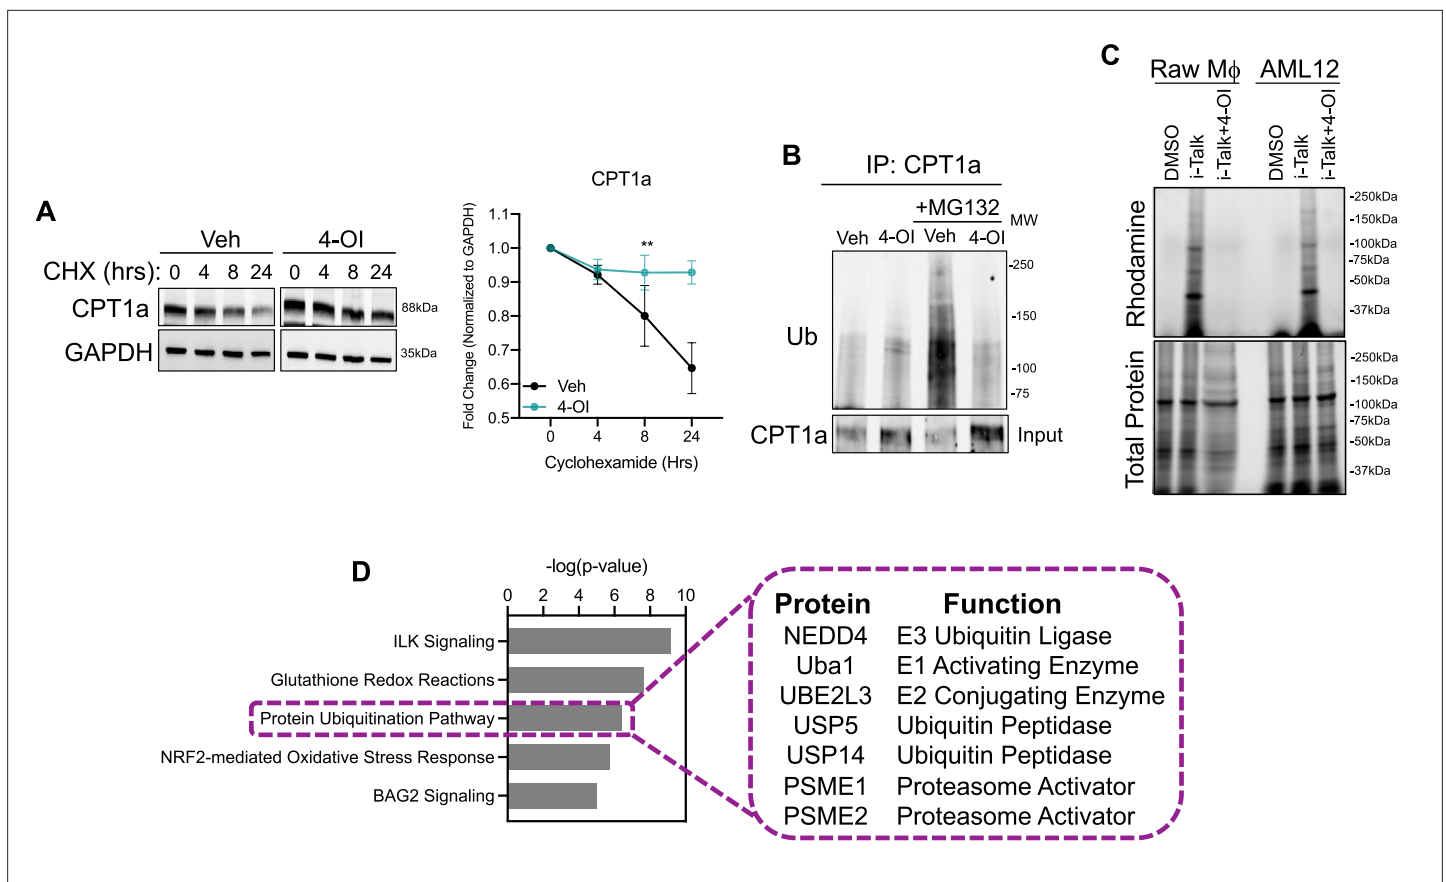 A
Veh
4-OI
CHX (hrs):
0 4 8 24
0 4 8 24
CPT1a
88kDa
GAPDH
35kDa
CPT1a
Fold Change (Normalized to GAPDH)
1.1
1.0
0.9
0.8
0.7
0.6
0.5
**
Veh
4-OI
0 4 8 24
Cyclohexamide (Hrs)
B
IP: CPT1a
+MG132
MW
Veh 4-OI Veh 4-OI
Ub
-250
-150
-100
-75
CPT1a
Input
C
Raw Mϕ
AML12
DMSO
i-Talk
i-Talk+4-OI
DMSO
i-Talk
i-Talk+4-OI
Rhodamine
-250kDa
-150kDa
-100kDa
-75kDa
-50kDa
-37kDa
Total Protein
-250kDa
-150kDa
-100kDa
-75kDa
-50kDa
-37kDa
D
-log(p-value)
0 2 4 6 8 10
ILK Signaling
Glutathione Redox Reactions
Protein Ubiquitination Pathway
NRF2-mediated Oxidative Stress Response
BAG2 Signaling
Protein Function
NEDD4 E3 Ubiquitin Ligase
Uba1 E1 Activating Enzyme
UBE2L3 E2 Conjugating Enzyme
USP5 Ubiquitin Peptidase
USP14 Ubiquitin Peptidase
PSME1 Proteasome Activator
PSME2 Proteasome Activator